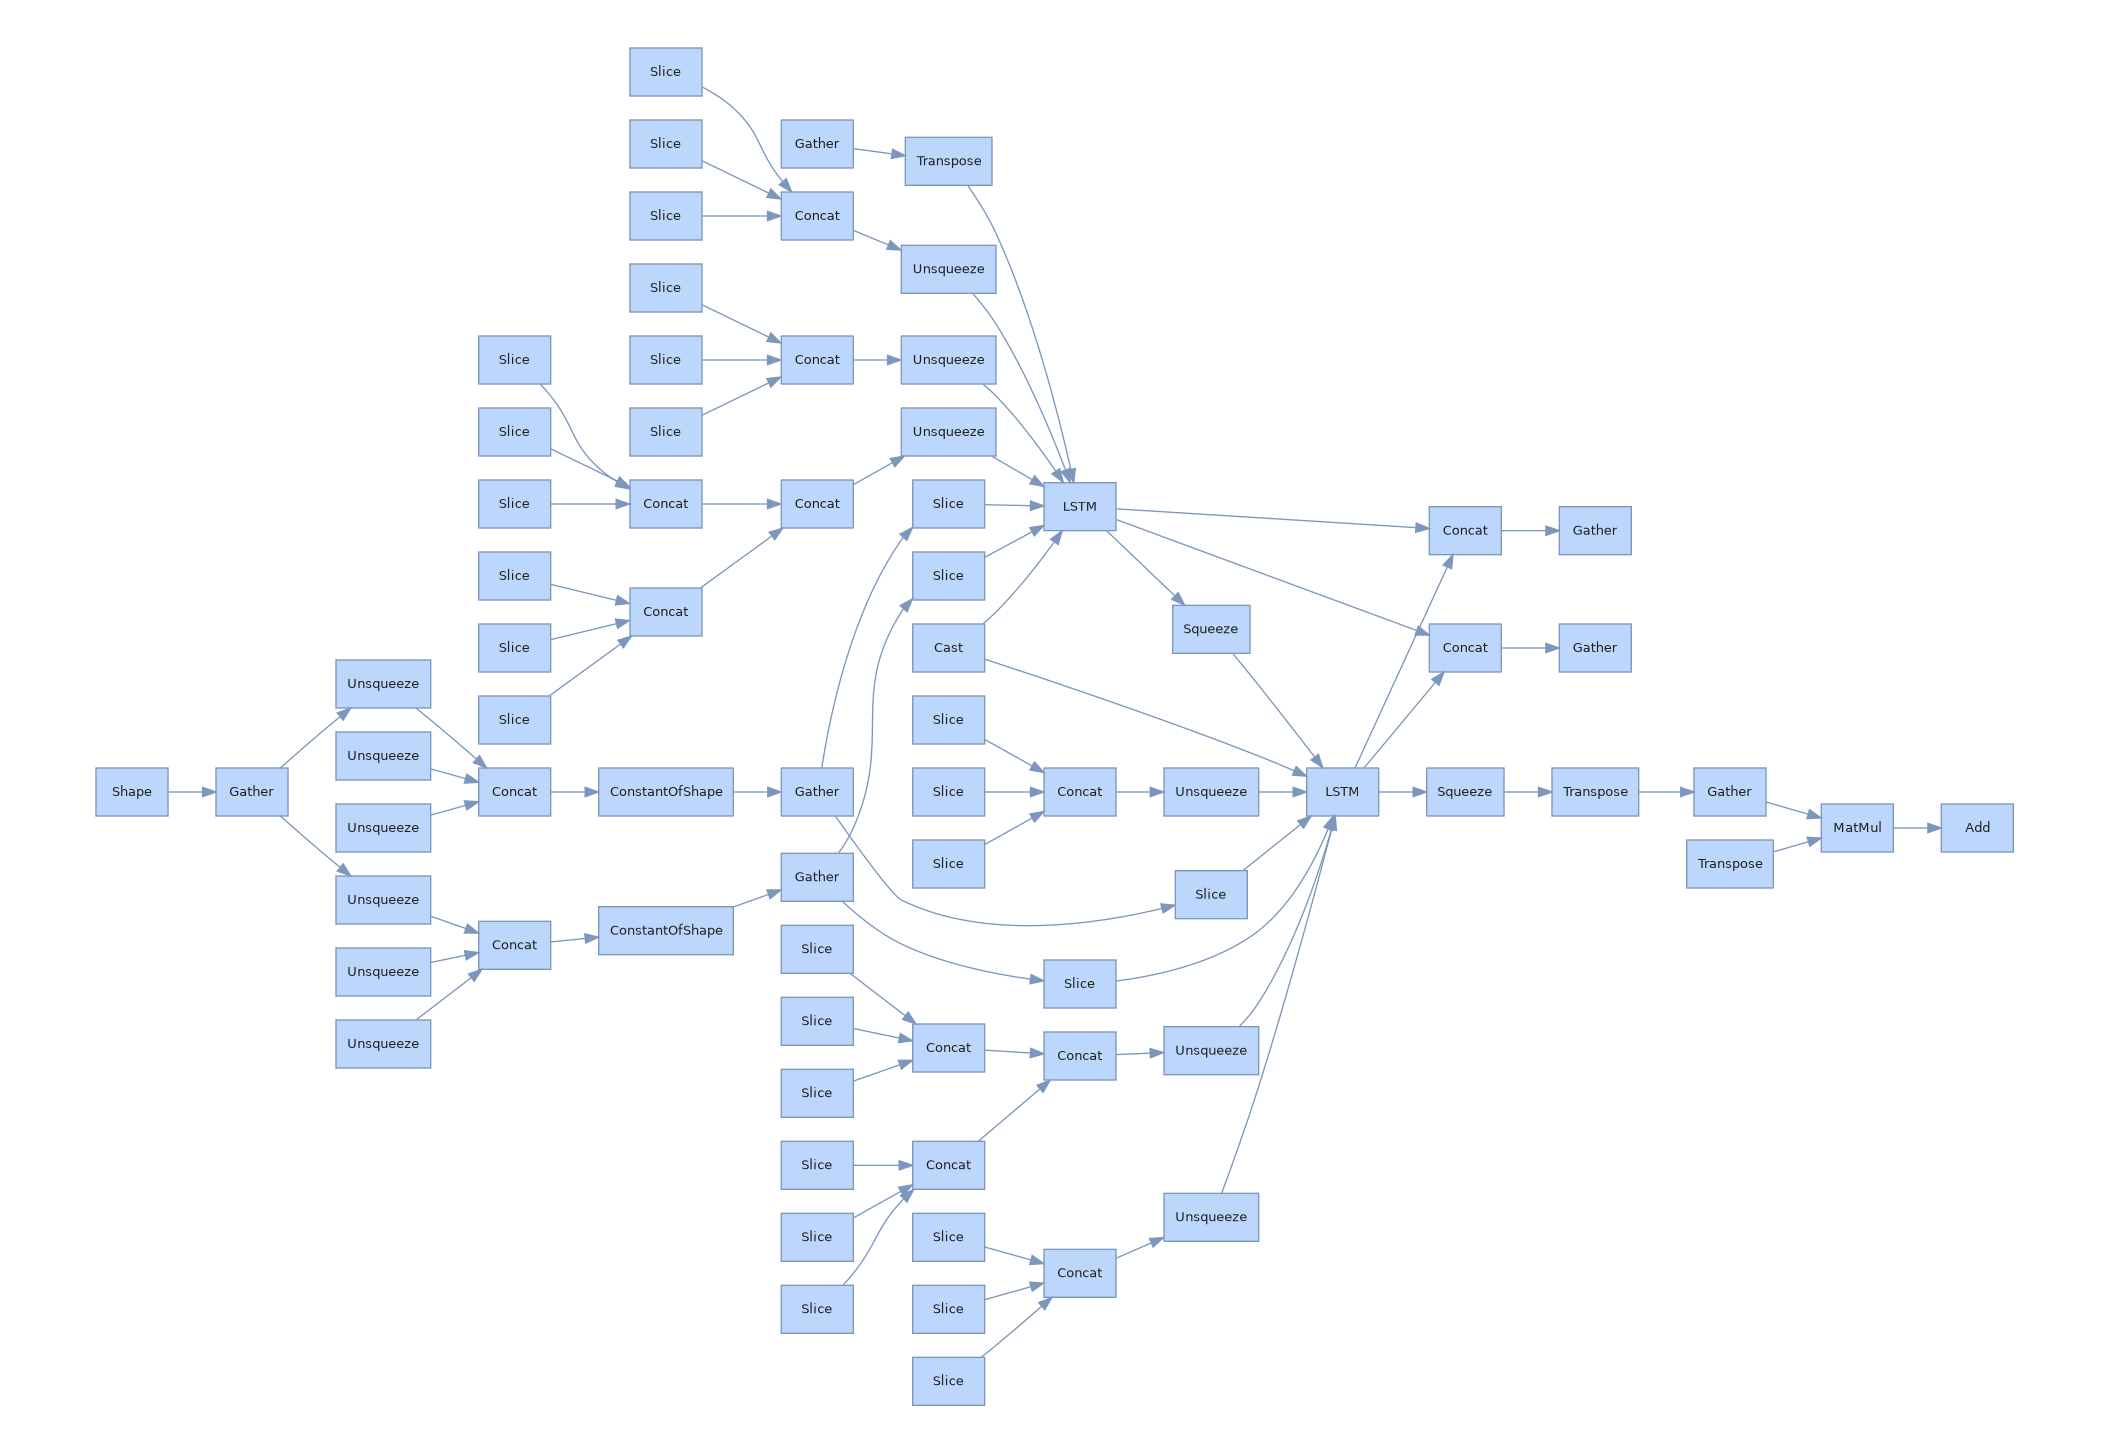 Slice
Slice
Gather
Transpose
Slice
Concat
Unsqueeze
Slice
Slice
Slice
Concat
Unsqueeze
Slice
Slice
Unsqueeze
Slice
Concat
Concat
Slice
LSTM
Concat
Gather
Slice
Slice
Concat
Squeeze
Slice
Cast
Concat
Gather
Unsqueeze
Slice
Slice
Unsqueeze
Shape
Gather
Concat
ConstantOfShape
Gather
Slice
Concat
Unsqueeze
LSTM
Squeeze
Transpose
Gather
Unsqueeze
MatMul
Add
Slice
Transpose
Gather
Slice
Unsqueeze
Concat
ConstantOfShape
Slice
Unsqueeze
Slice
Slice
Unsqueeze
Concat
Concat
Unsqueeze
Slice
Slice
Concat
Slice
Slice
Unsqueeze
Concat
Slice
Slice
Slice